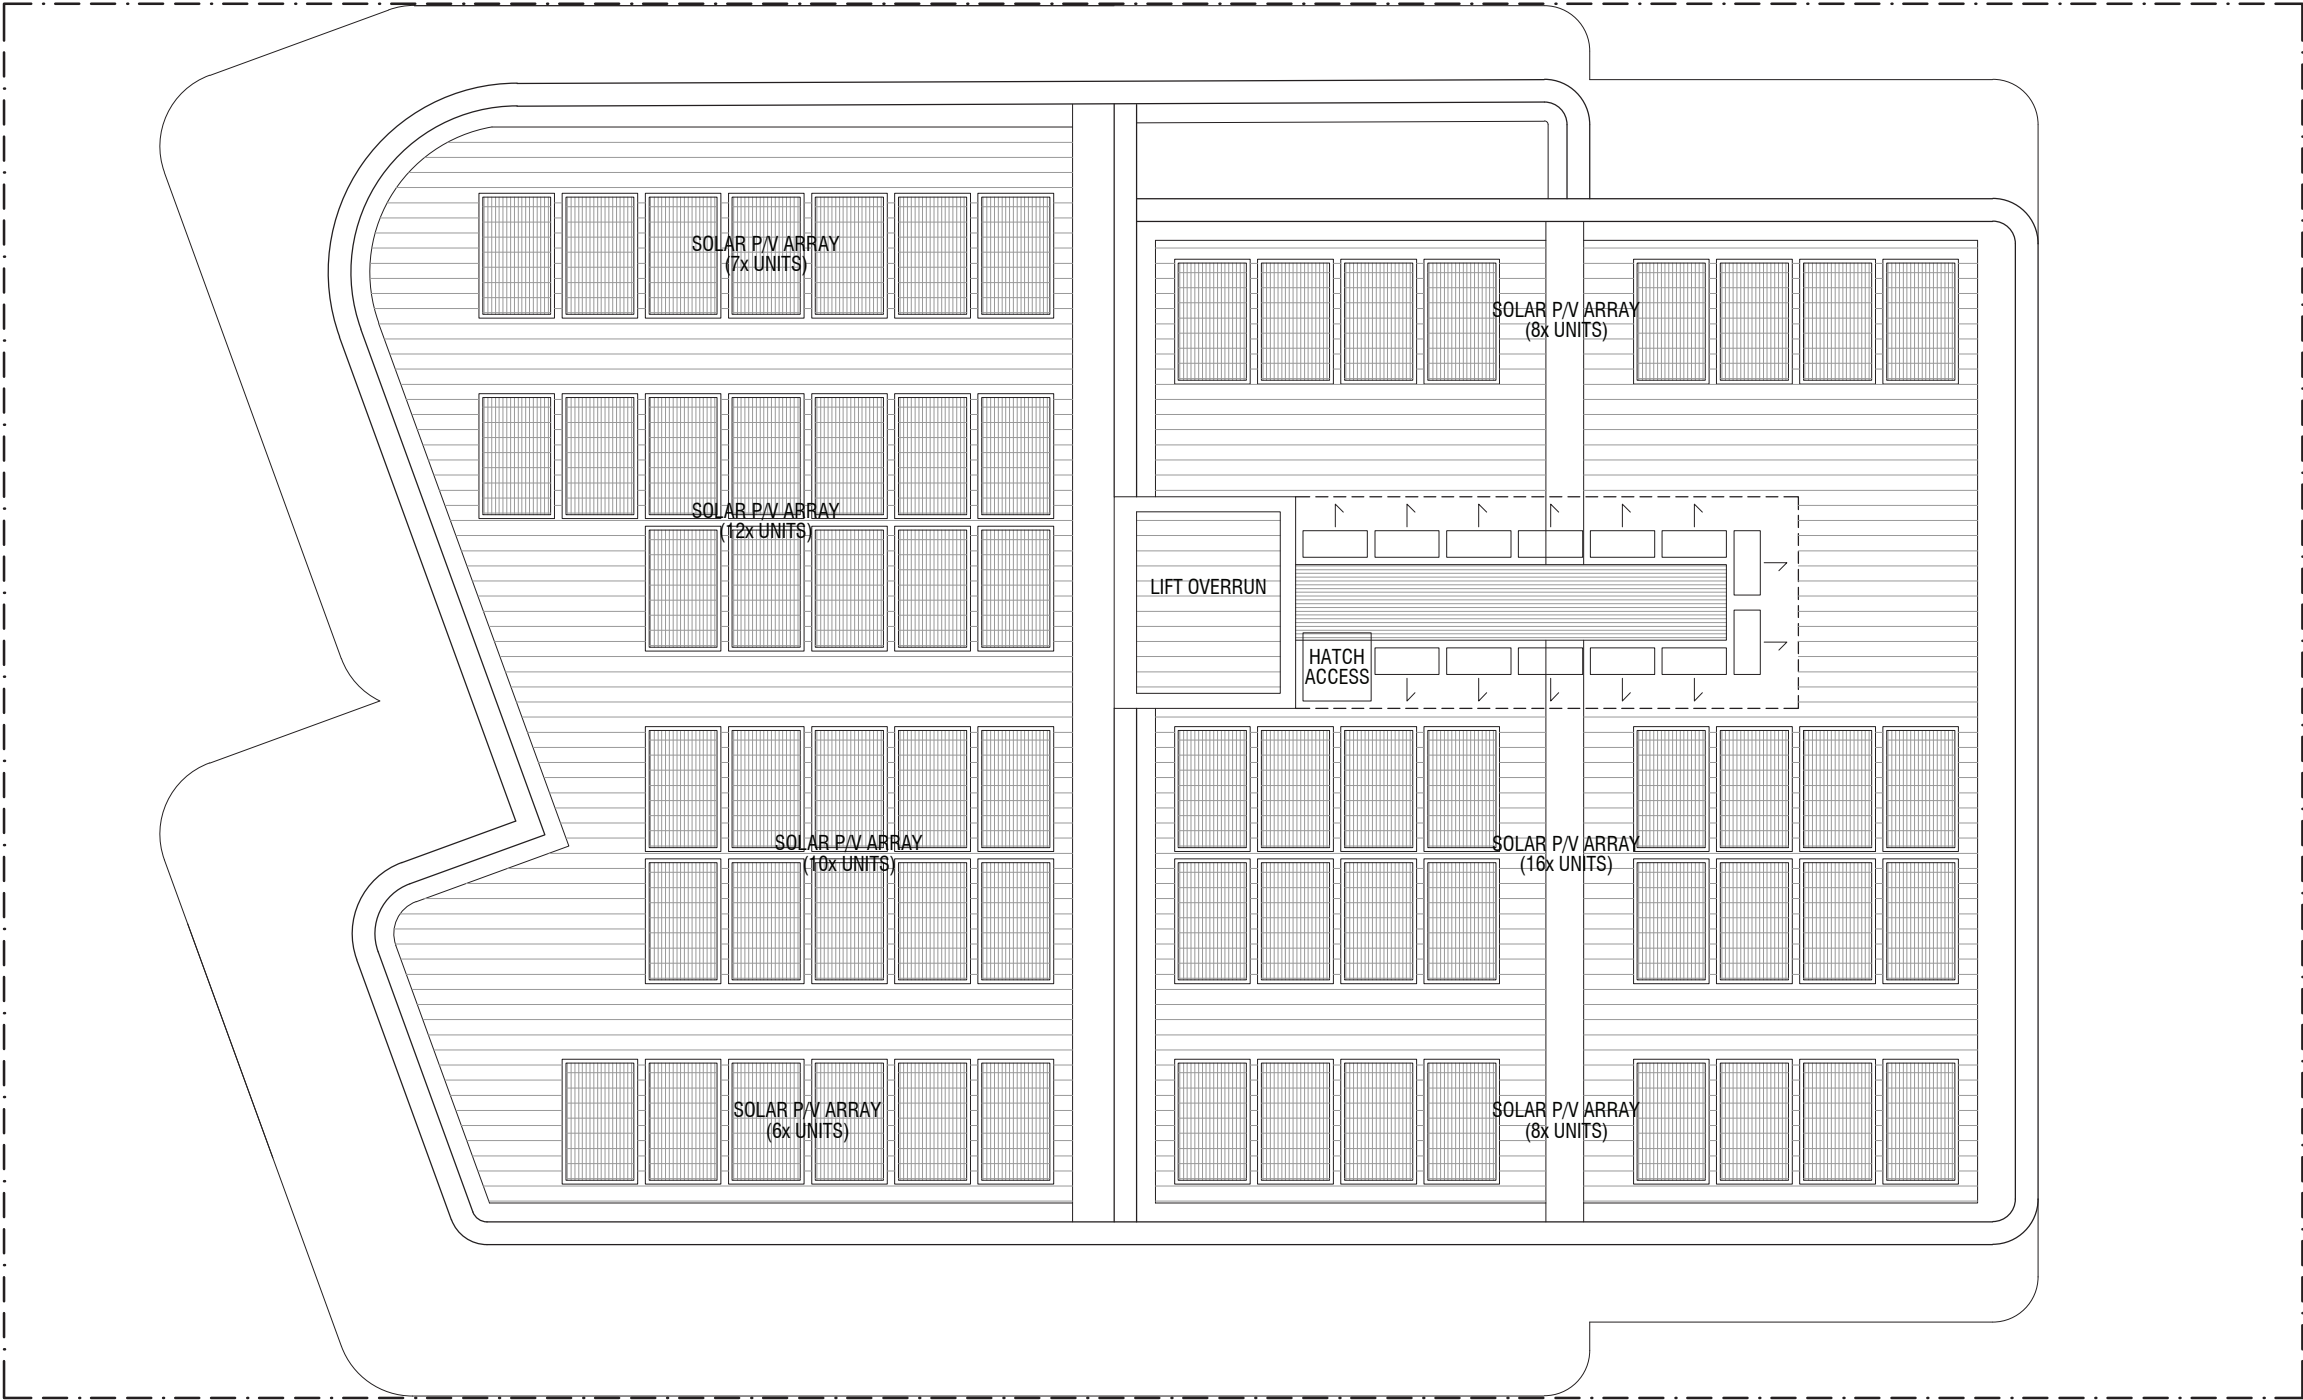 SOLAR P/V ARRAY
(7x UNITS)
SOLAR P/V ARRAY
(8x UNITS)
SOLAR P/V ARRAY
(12x UNITS)
LIFT OVERRUN
HATCH
ACCESS
SOLAR P/V ARRAY
(10x UNITS)
SOLAR P/V ARRAY
(16x UNITS)
SOLAR P/V ARRAY
(6x UNITS)
SOLAR P/V ARRAY
(8x UNITS)